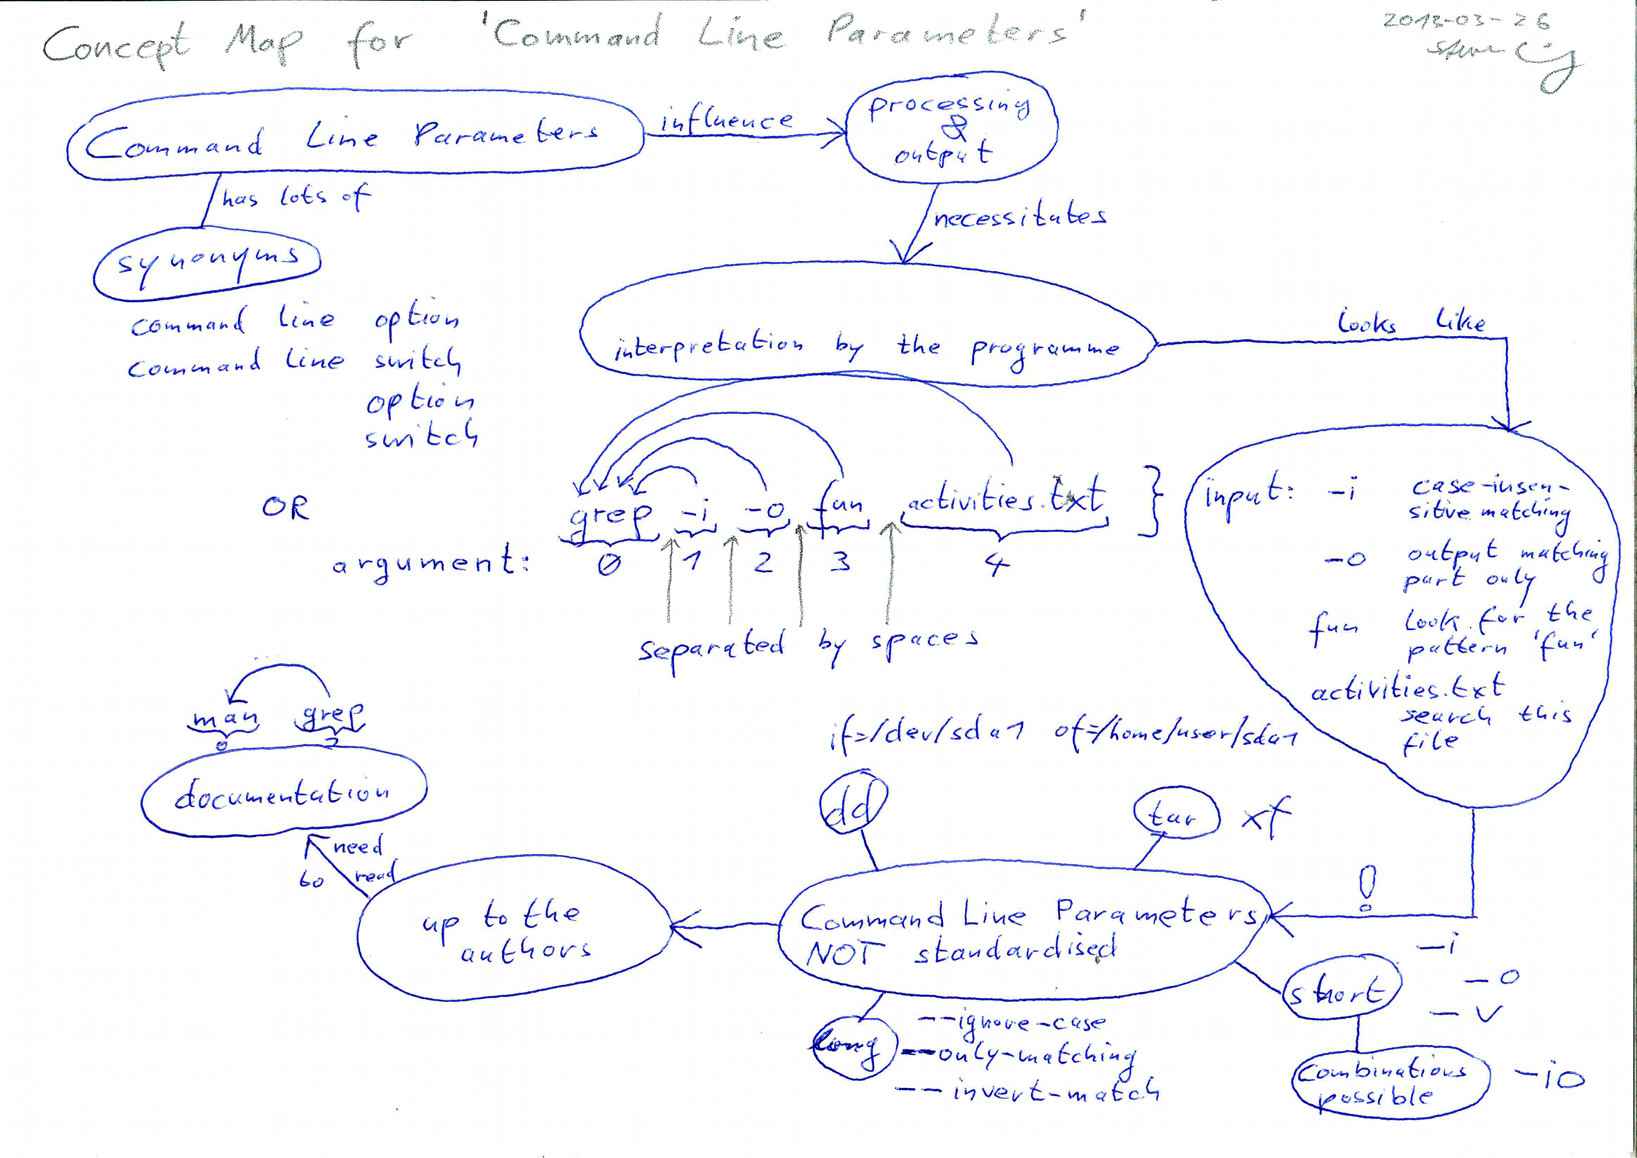 Concept Map for 'Command Line Parameters'
2013-03-26
Command Line Parameters
influence
processing
&
output
has lots of
necessitates
synonyms
command line option
command line switch
option
switch
interpretation by the programme
looks like
OR
grep -i -o fun activities.txt }
argument: 0 1 2 3 4
separated by spaces
input: -i case-insen-
sitive matching
-o output matching
part only
fun look for the
pattern 'fun'
activities.txt
search this
file
man grep
0
documentation
need
to read
up to the
authors
if=/dev/sda1 of=/home/user/sda1
dd
tar xf
!
Command Line Parameters
NOT standardised
long
--ignore-case
--only-matching
--invert-match
short
-i
-o
-v
Combinations
possible
-io